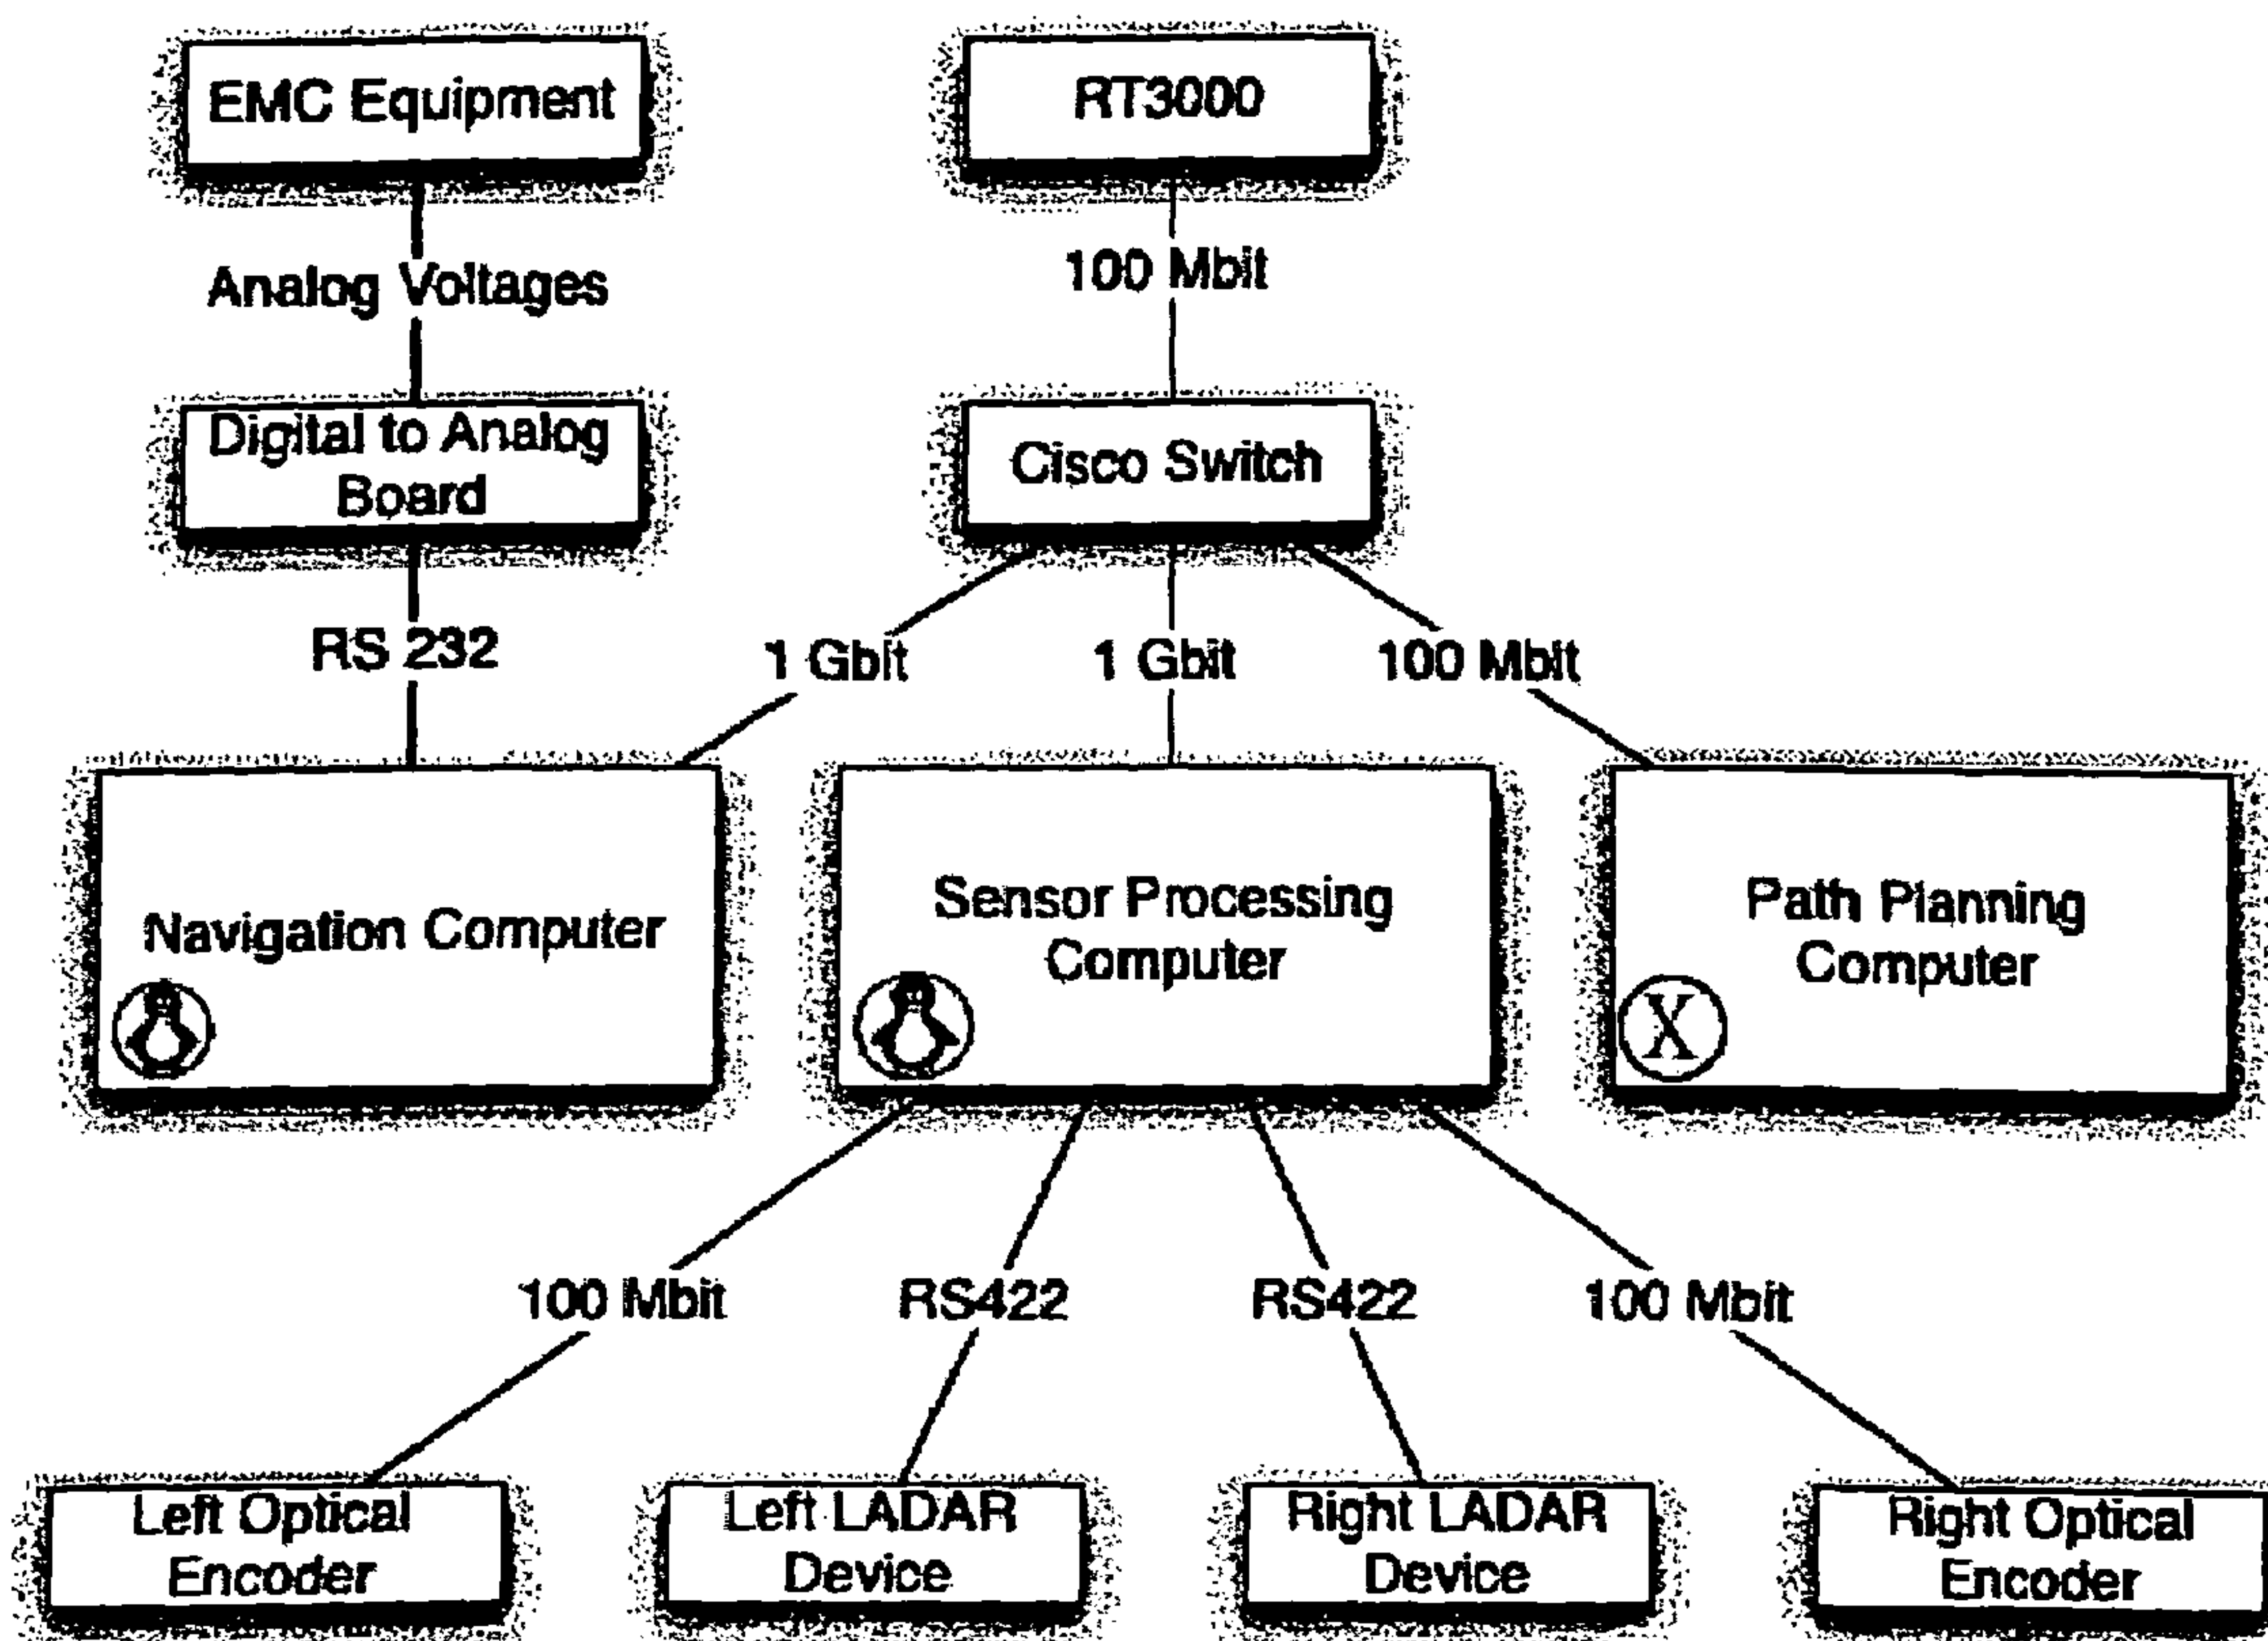 EMC Equipment
RT3000
Analog Voltages
100 Mbit
Digital to Analog
Board
Cisco Switch
RS 232
1 Gbit
1 Gbit
100 Mbit
Navigation Computer
Sensor Processing
Computer
Path Planning
Computer
X
100 Mbit
RS422
RS422
100 Mbit
Left Optical
Encoder
Left LADAR
Device
Right LADAR
Device
Right Optical
Encoder